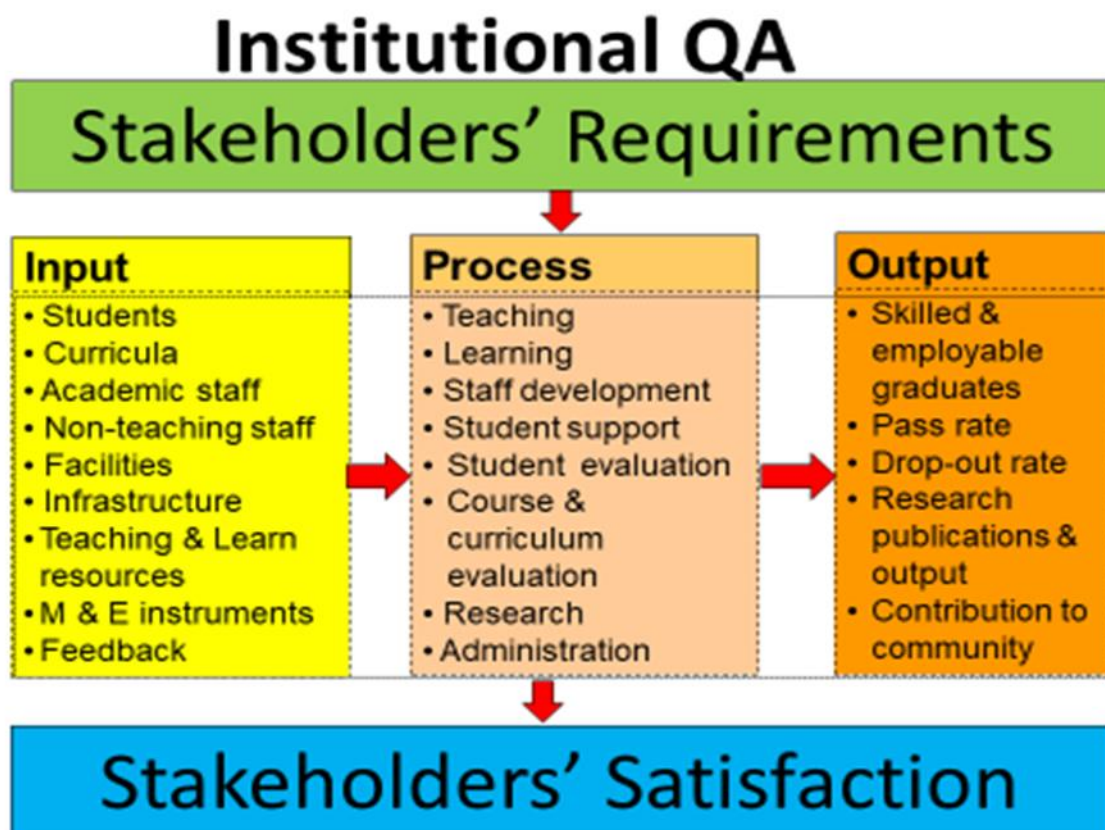 Institutional QA
Stakeholders’ Requirements
Input
• Students
• Curricula
• Academic staff
• Non-teaching staff
• Facilities
• Infrastructure
• Teaching & Learn
resources
• M & E instruments
• Feedback
Process
• Teaching
• Learning
• Staff development
• Student support
• Student evaluation
• Course &
curriculum
evaluation
• Research
• Administration
Output
• Skilled &
employable
graduates
• Pass rate
• Drop-out rate
• Research
publications &
output
• Contribution to
community
Stakeholders’ Satisfaction